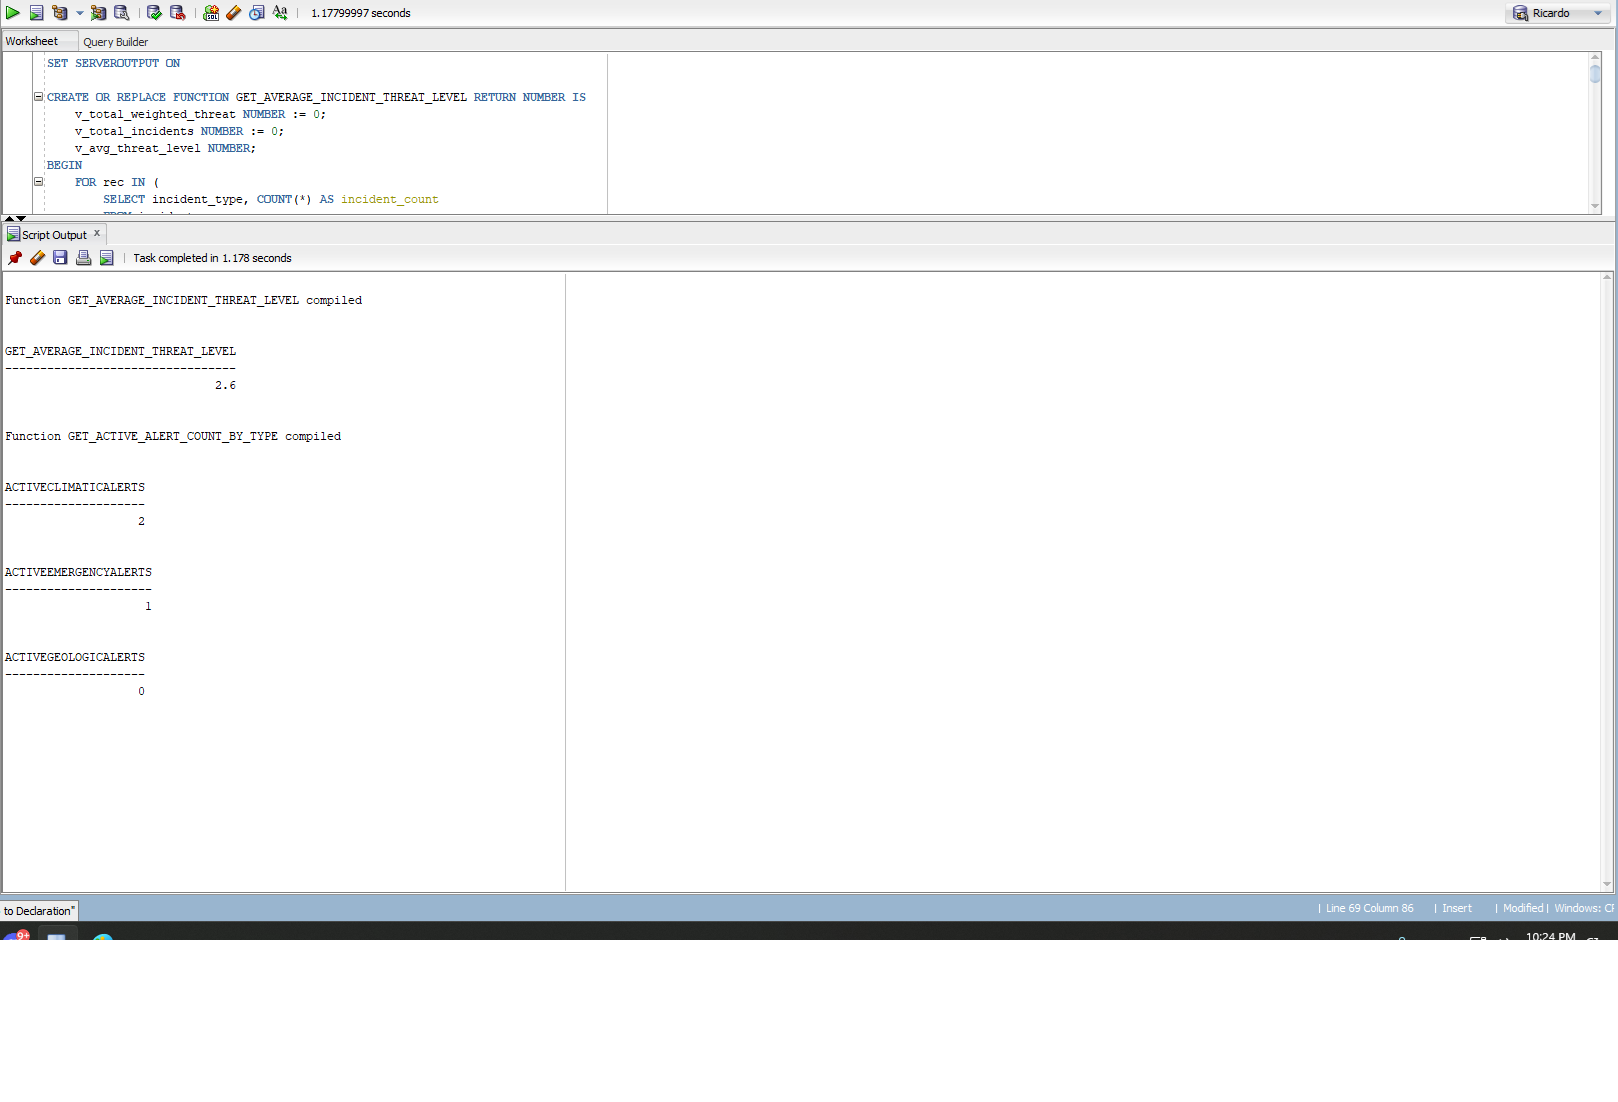 1.17799997 seconds
Ricardo
Worksheet
Query Builder
SET SERVEROUTPUT ON
CREATE OR REPLACE FUNCTION GET_AVERAGE_INCIDENT_THREAT_LEVEL RETURN NUMBER IS
v_total_weighted_threat NUMBER := 0;
v_total_incidents NUMBER := 0;
v_avg_threat_level NUMBER;
BEGIN
FOR rec IN (
SELECT incident_type, COUNT(*) AS incident_count
Script Output x
Task completed in 1.178 seconds
Function GET_AVERAGE_INCIDENT_THREAT_LEVEL compiled
GET_AVERAGE_INCIDENT_THREAT_LEVEL
---------------------------------
2.6
Function GET_ACTIVE_ALERT_COUNT_BY_TYPE compiled
ACTIVECLIMATICALERTS
--------------------
2
ACTIVEEMERGENCYALERTS
---------------------
1
ACTIVEGEOLOGICALERTS
--------------------
0
to Declaration"
| Line 69 Column 86 | Insert | Modified | Windows: CF
9+
10:24 PM